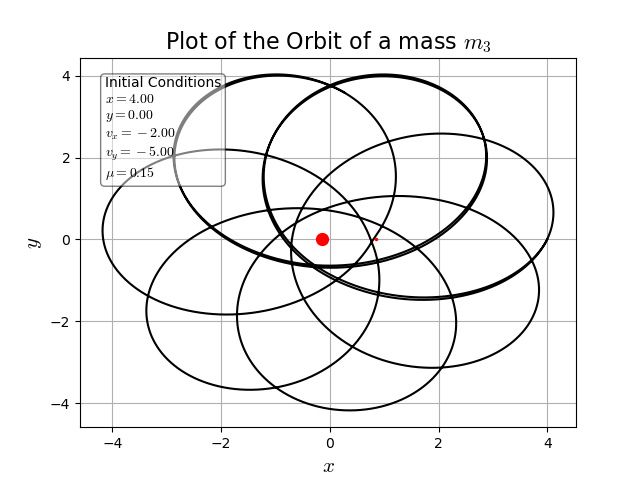 Plot of the Orbit of a mass m₃
Initial Conditions
x = 4.00
y = 0.00
vₓ = −2.00
v_y = −5.00
μ = 0.15
4
2
0
−2
−4
y
−4
−2
0
2
4
x